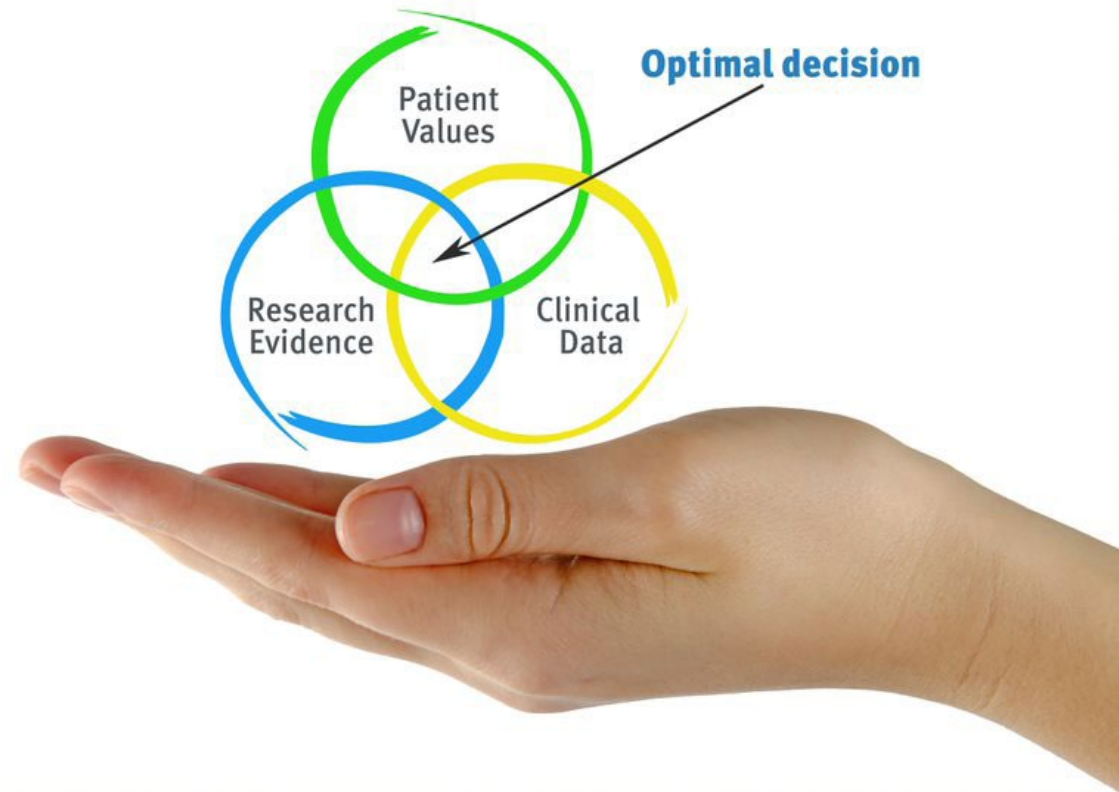 Optimal decision
Patient
Values
Research
Evidence
Clinical
Data